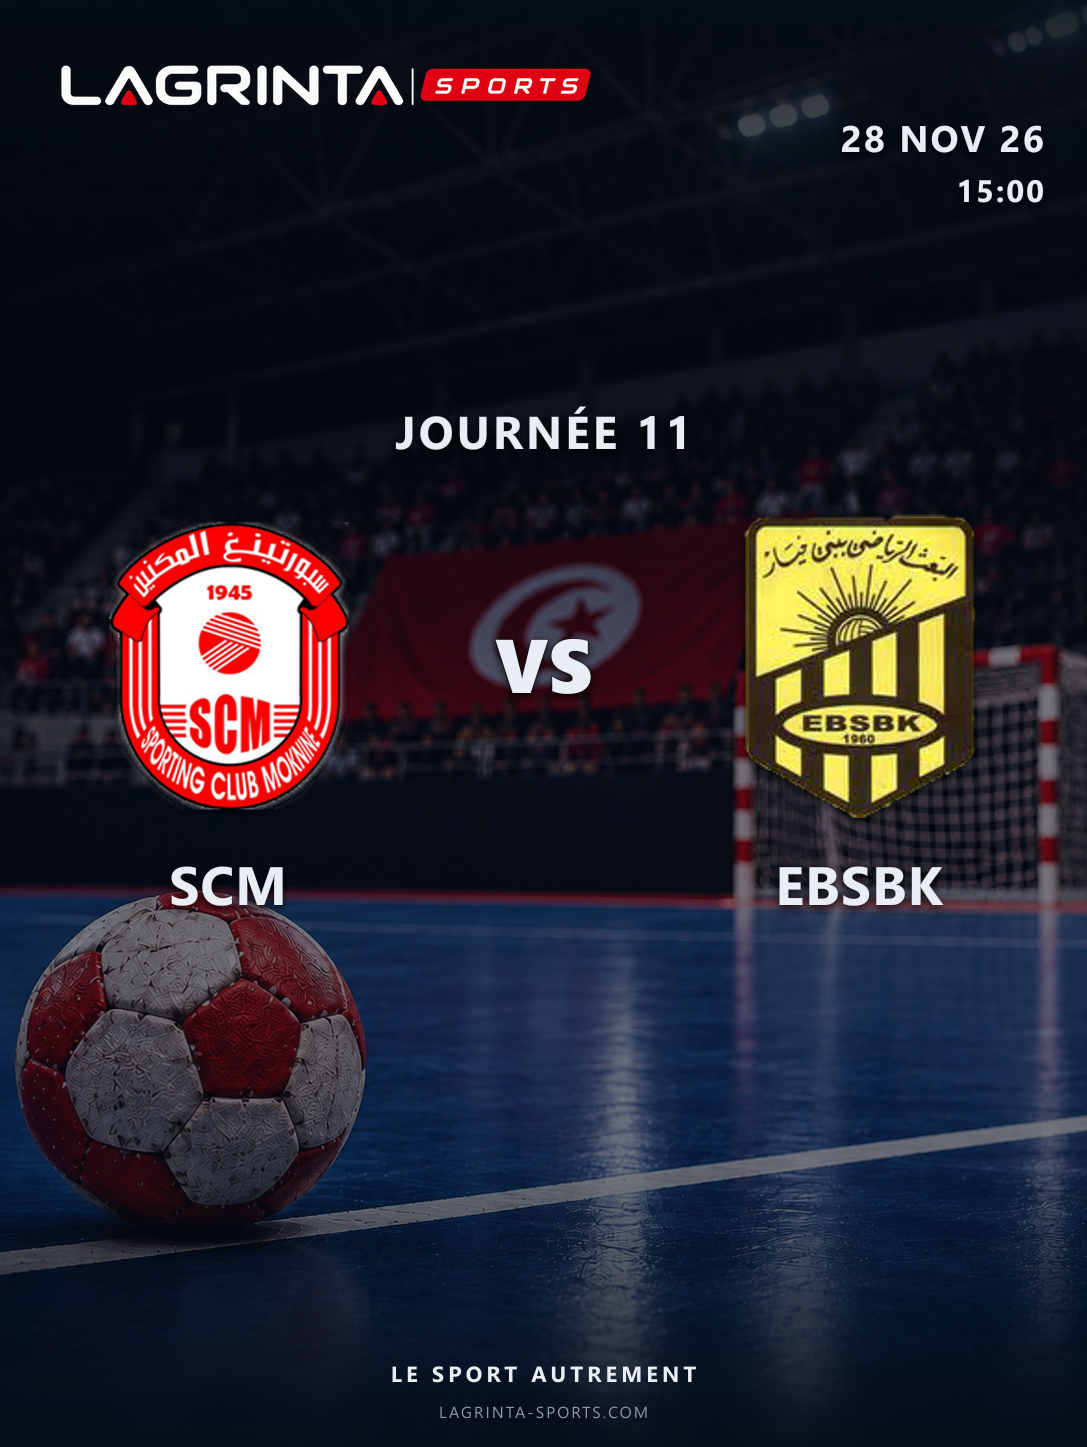 LAGRINTA SPORTS
28 NOV 26
15:00
JOURNÉE 11
سبورتينغ المكنين
1945
SCM
SPORTING CLUB MOKNINE
البعث الرياضي ببني خيار
EBSBK
1960
VS
SCM
EBSBK
LE SPORT AUTREMENT
LAGRINTA-SPORTS.COM